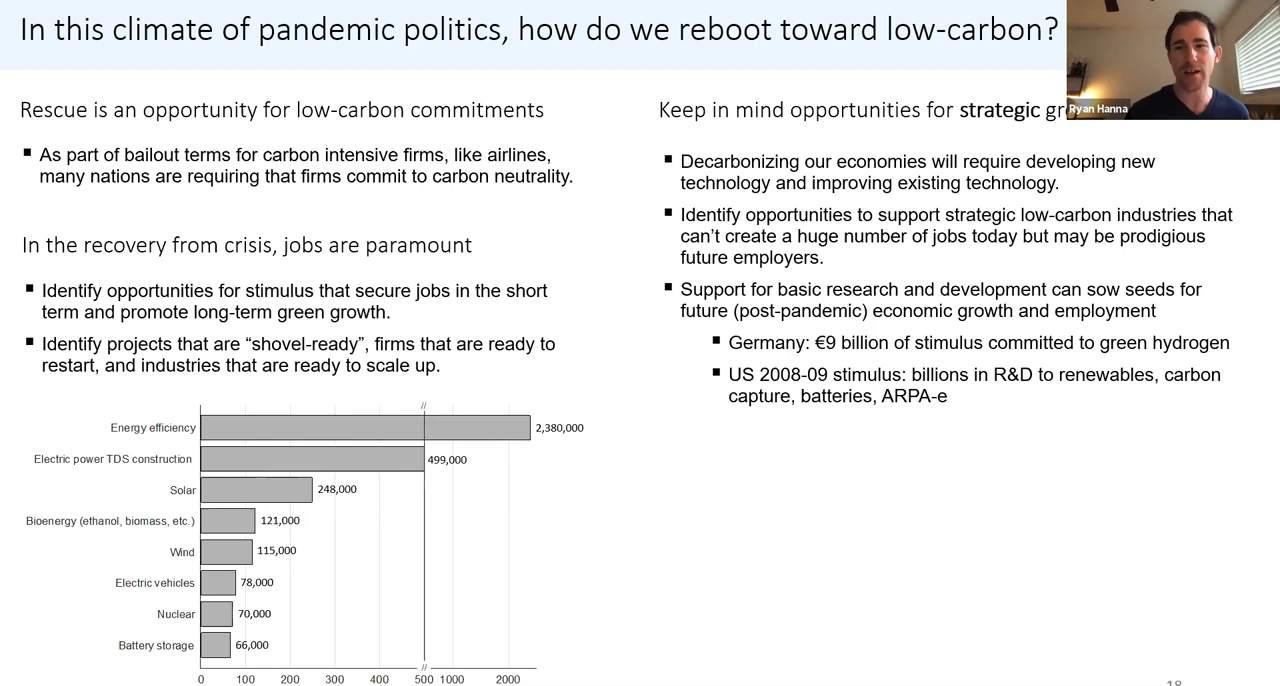 In this climate of pandemic politics, how do we reboot toward low-carbon?
Ryan Hanna
Rescue is an opportunity for low-carbon commitments
▪ As part of bailout terms for carbon intensive firms, like airlines,
many nations are requiring that firms commit to carbon neutrality.
In the recovery from crisis, jobs are paramount
▪ Identify opportunities for stimulus that secure jobs in the short
term and promote long-term green growth.
▪ Identify projects that are “shovel-ready”, firms that are ready to
restart, and industries that are ready to scale up.
Energy efficiency 2,380,000
Electric power TDS construction 499,000
Solar 248,000
Bioenergy (ethanol, biomass, etc.) 121,000
Wind 115,000
Electric vehicles 78,000
Nuclear 70,000
Battery storage 66,000
0 100 200 300 400 500 1000 2000
Keep in mind opportunities for strategic
▪ Decarbonizing our economies will require developing new
technology and improving existing technology.
▪ Identify opportunities to support strategic low-carbon industries that
can’t create a huge number of jobs today but may be prodigious
future employers.
▪ Support for basic research and development can sow seeds for
future (post-pandemic) economic growth and employment
▪ Germany: €9 billion of stimulus committed to green hydrogen
▪ US 2008-09 stimulus: billions in R&D to renewables, carbon
capture, batteries, ARPA-e